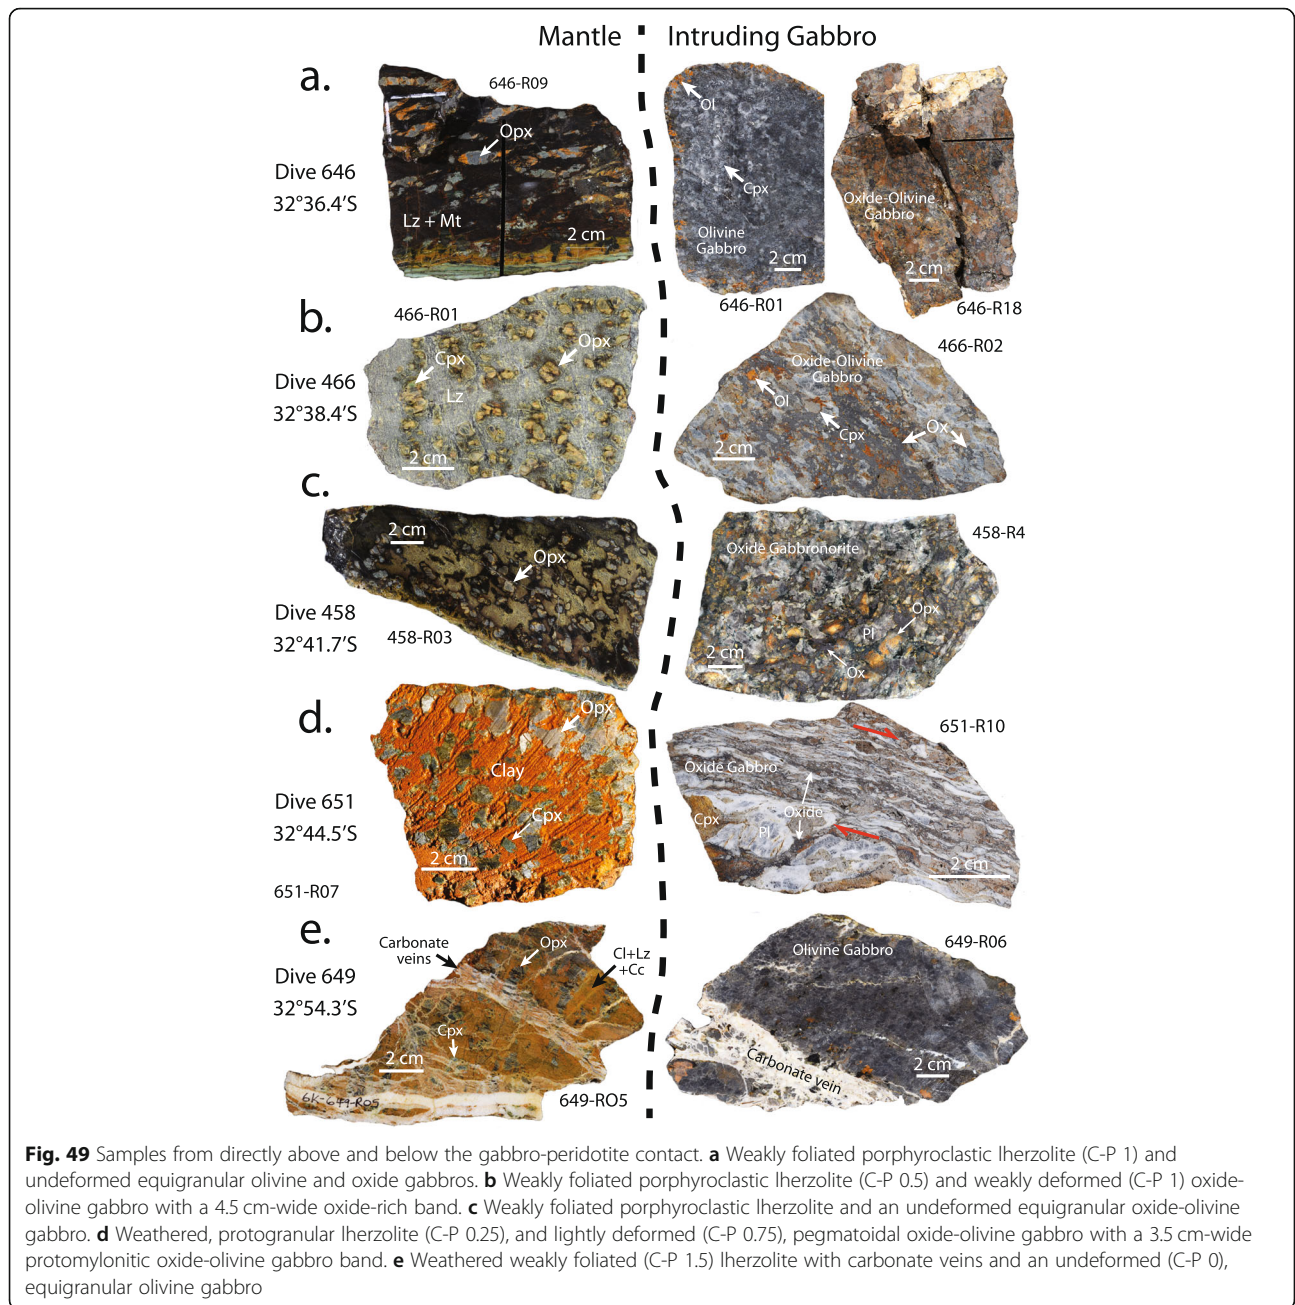 Mantle
Intruding Gabbro
a.
Dive 646
32°36.4′S
646-R09
Opx
Lz + Mt
2 cm
Ol
Cpx
Olivine
Gabbro
2 cm
646-R01
Oxide-Olivine
Gabbro
2 cm
646-R18
b.
Dive 466
32°38.4′S
466-R01
Cpx
Opx
Lz
2 cm
466-R02
Oxide-Olivine
Gabbro
Ol
Cpx
Ox
2 cm
c.
Dive 458
32°41.7′S
2 cm
Opx
458-R03
Oxide Gabbronorite
458-R4
Opx
Pl
Ox
2 cm
d.
Dive 651
32°44.5′S
Opx
Clay
Cpx
2 cm
651-R07
651-R10
Oxide Gabbro
Oxide
Cpx
Pl
2 cm
e.
Dive 649
32°54.3′S
Carbonate
veins
Opx
Cl+Lz
+Cc
Cpx
2 cm
6K-649-R05
649-RO5
Olivine Gabbro
649-R06
Carbonate vein
2 cm
Fig. 49 Samples from directly above and below the gabbro-peridotite contact. a Weakly foliated porphyroclastic lherzolite (C-P 1) and
undeformed equigranular olivine and oxide gabbros. b Weakly foliated porphyroclastic lherzolite (C-P 0.5) and weakly deformed (C-P 1) oxide-
olivine gabbro with a 4.5 cm-wide oxide-rich band. c Weakly foliated porphyroclastic lherzolite and an undeformed equigranular oxide-olivine
gabbro. d Weathered, protogranular lherzolite (C-P 0.25), and lightly deformed (C-P 0.75), pegmatoidal oxide-olivine gabbro with a 3.5 cm-wide
protomylonitic oxide-olivine gabbro band. e Weathered weakly foliated (C-P 1.5) lherzolite with carbonate veins and an undeformed (C-P 0),
equigranular olivine gabbro